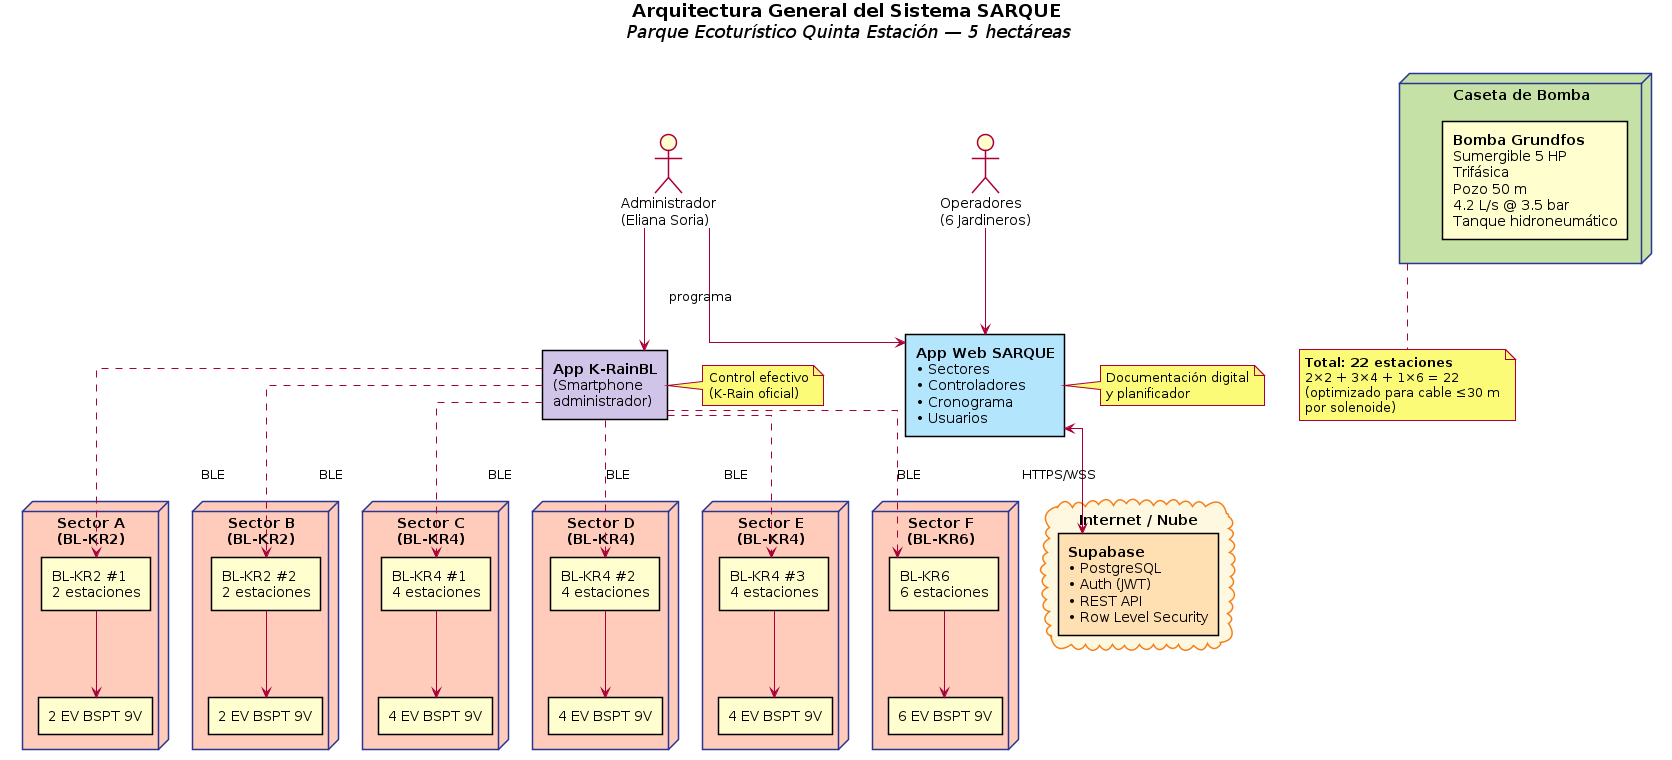 Arquitectura General del Sistema SARQUE
Parque Ecoturístico Quinta Estación — 5 hectáreas
Caseta de Bomba
Bomba Grundfos
Sumergible 5 HP
Trifásica
Pozo 50 m
4.2 L/s @ 3.5 bar
Tanque hidroneumático
Administrador
(Eliana Soria)
Operadores
(6 Jardineros)
programa
App K-RainBL
(Smartphone
administrador)
Control efectivo
(K-Rain oficial)
App Web SARQUE
• Sectores
• Controladores
• Cronograma
• Usuarios
Documentación digital
y planificador
Total: 22 estaciones
2×2 + 3×4 + 1×6 = 22
(optimizado para cable ≤30 m
por solenoide)
BLE
BLE
BLE
BLE
BLE
BLE
HTTPS/WSS
Sector A
(BL-KR2)
BL-KR2 #1
2 estaciones
2 EV BSPT 9V
Sector B
(BL-KR2)
BL-KR2 #2
2 estaciones
2 EV BSPT 9V
Sector C
(BL-KR4)
BL-KR4 #1
4 estaciones
4 EV BSPT 9V
Sector D
(BL-KR4)
BL-KR4 #2
4 estaciones
4 EV BSPT 9V
Sector E
(BL-KR4)
BL-KR4 #3
4 estaciones
4 EV BSPT 9V
Sector F
(BL-KR6)
BL-KR6
6 estaciones
6 EV BSPT 9V
Internet / Nube
Supabase
• PostgreSQL
• Auth (JWT)
• REST API
• Row Level Security